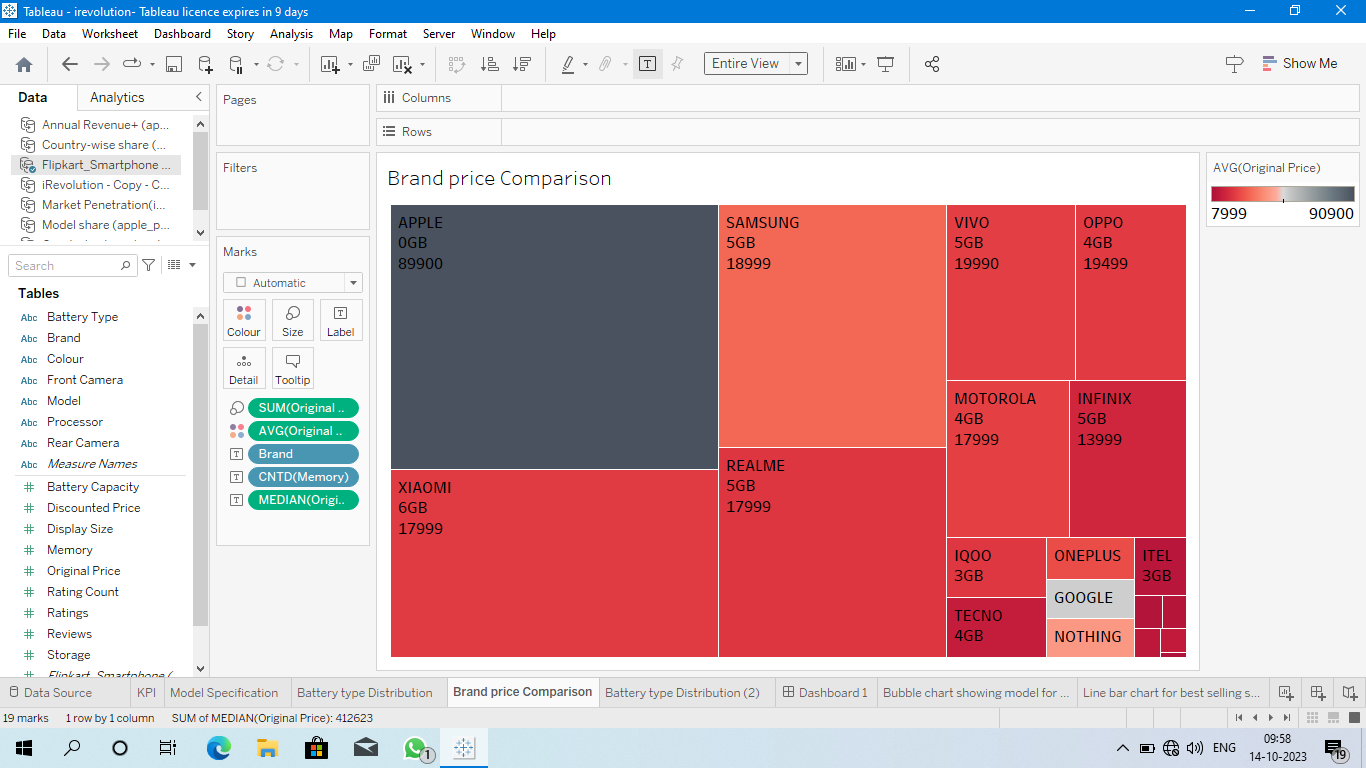 Tableau - irevolution- Tableau licence expires in 9 days
File Data Worksheet Dashboard Story Analysis Map Format Server Window Help
Entire View
Show Me
Data Analytics
Annual Revenue+ (ap...
Country-wise share (...
Flipkart_Smartphone ...
iRevolution - Copy - C...
Market Penetration(i...
Model share (apple_p...
Search
Tables
Abc Battery Type
Abc Brand
Abc Colour
Abc Front Camera
Abc Model
Abc Processor
Abc Rear Camera
Abc Measure Names
Battery Capacity
Discounted Price
Display Size
Memory
Original Price
Rating Count
Ratings
Reviews
Storage
Flipkart_Smartphone (
Pages
Filters
Marks
Automatic
Colour Size Label
Detail Tooltip
SUM(Original ..
AVG(Original ..
Brand
CNTD(Memory)
MEDIAN(Origi..
Columns
Rows
Brand price Comparison
APPLE
0GB
89900
SAMSUNG
5GB
18999
VIVO
5GB
19990
OPPO
4GB
19499
XIAOMI
6GB
17999
REALME
5GB
17999
MOTOROLA
4GB
17999
INFINIX
5GB
13999
IQOO
3GB
TECNO
4GB
ONEPLUS
GOOGLE
NOTHING
ITEL
3GB
AVG(Original Price)
7999 90900
Data Source KPI Model Specification Battery type Distribution Brand price Comparison Battery type Distribution (2) Dashboard 1 Bubble chart showing model for ... Line bar chart for best selling s...
19 marks 1 row by 1 column SUM of MEDIAN(Original Price): 412623
1
ENG
09:58
14-10-2023
19